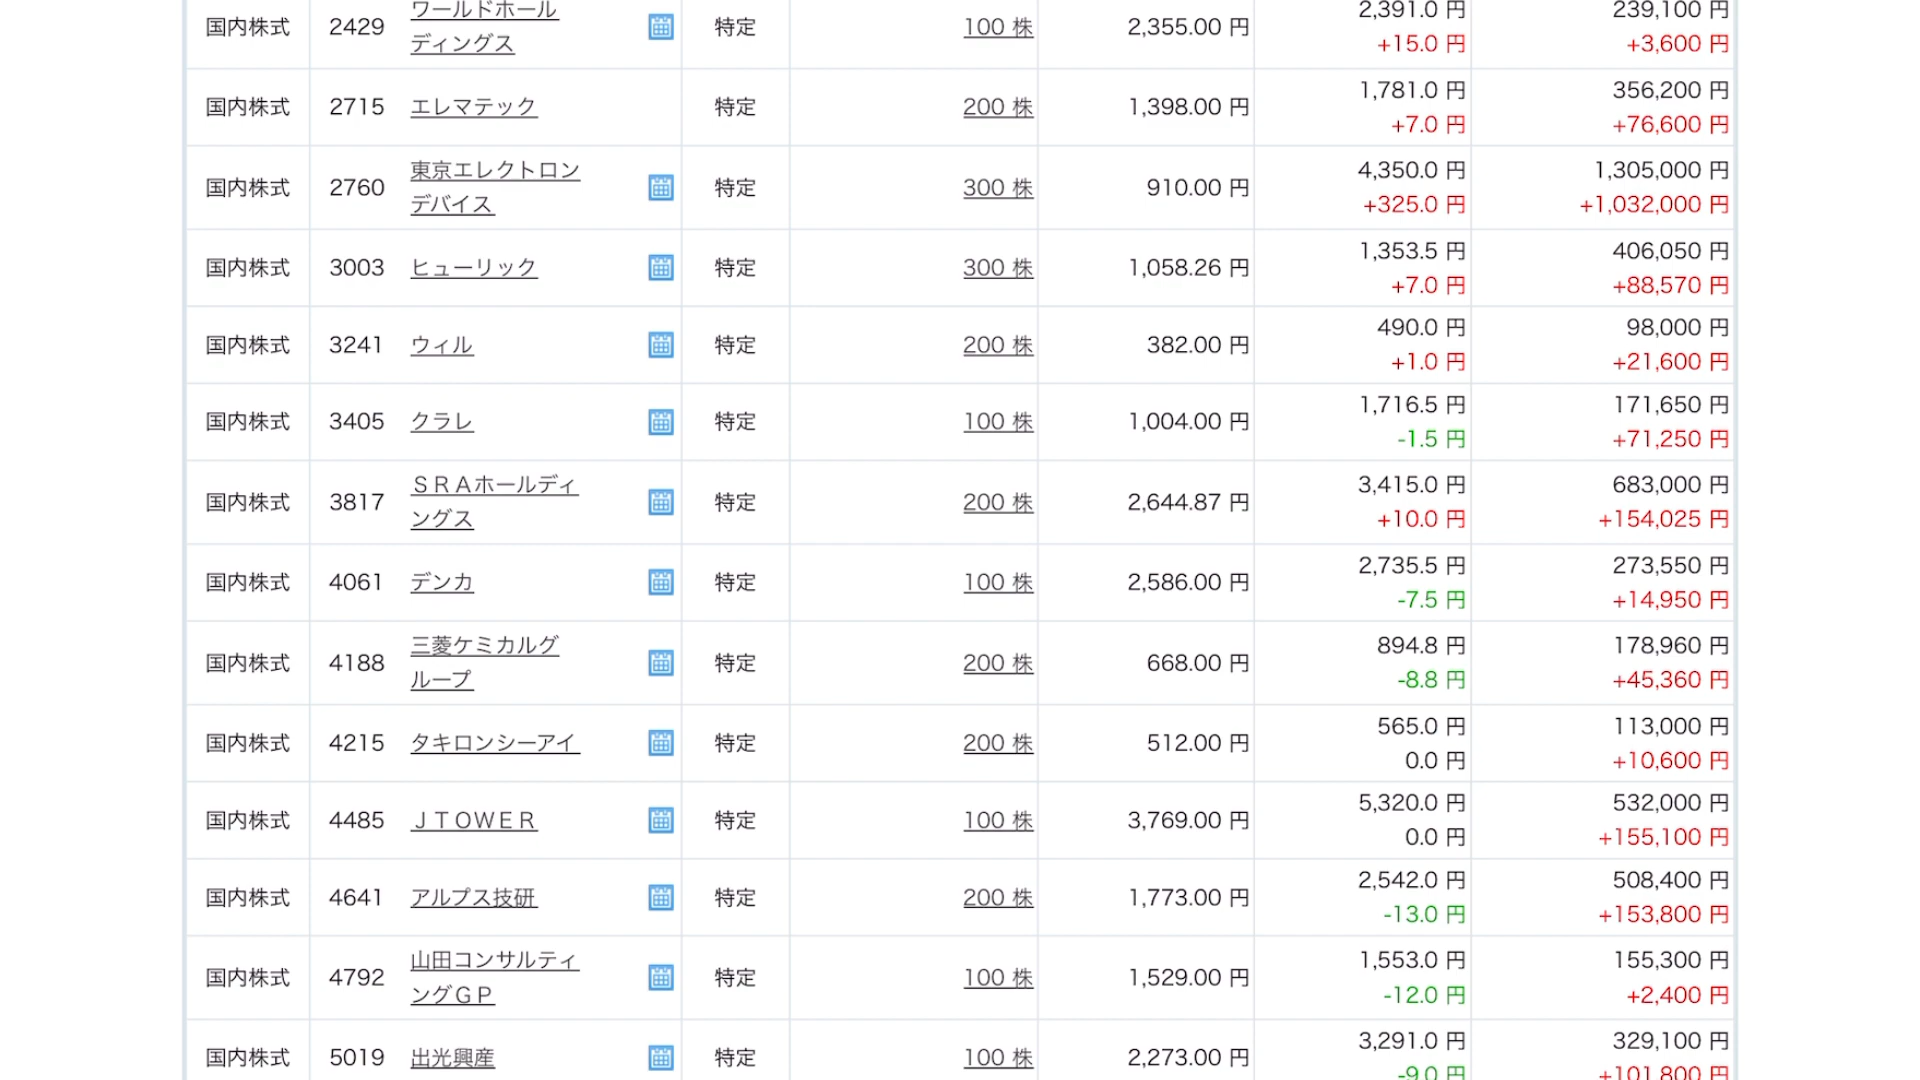 国内株式 2429 ワールドホールディングス 特定 100 株 2,355.00 円 2,391.0 円 239,100 円
+15.0 円 +3,600 円
国内株式 2715 エレマテック 特定 200 株 1,398.00 円 1,781.0 円 356,200 円
+7.0 円 +76,600 円
国内株式 2760 東京エレクトロンデバイス 特定 300 株 910.00 円 4,350.0 円 1,305,000 円
+325.0 円 +1,032,000 円
国内株式 3003 ヒューリック 特定 300 株 1,058.26 円 1,353.5 円 406,050 円
+7.0 円 +88,570 円
国内株式 3241 ウィル 特定 200 株 382.00 円 490.0 円 98,000 円
+1.0 円 +21,600 円
国内株式 3405 クラレ 特定 100 株 1,004.00 円 1,716.5 円 171,650 円
-1.5 円 +71,250 円
国内株式 3817 ＳＲＡホールディングス 特定 200 株 2,644.87 円 3,415.0 円 683,000 円
+10.0 円 +154,025 円
国内株式 4061 デンカ 特定 100 株 2,586.00 円 2,735.5 円 273,550 円
-7.5 円 +14,950 円
国内株式 4188 三菱ケミカルグループ 特定 200 株 668.00 円 894.8 円 178,960 円
-8.8 円 +45,360 円
国内株式 4215 タキロンシーアイ 特定 200 株 512.00 円 565.0 円 113,000 円
0.0 円 +10,600 円
国内株式 4485 ＪＴＯＷＥＲ 特定 100 株 3,769.00 円 5,320.0 円 532,000 円
0.0 円 +155,100 円
国内株式 4641 アルプス技研 特定 200 株 1,773.00 円 2,542.0 円 508,400 円
-13.0 円 +153,800 円
国内株式 4792 山田コンサルティングＧＰ 特定 100 株 1,529.00 円 1,553.0 円 155,300 円
-12.0 円 +2,400 円
国内株式 5019 出光興産 特定 100 株 2,273.00 円 3,291.0 円 329,100 円
-9.0 円 +101,800 円